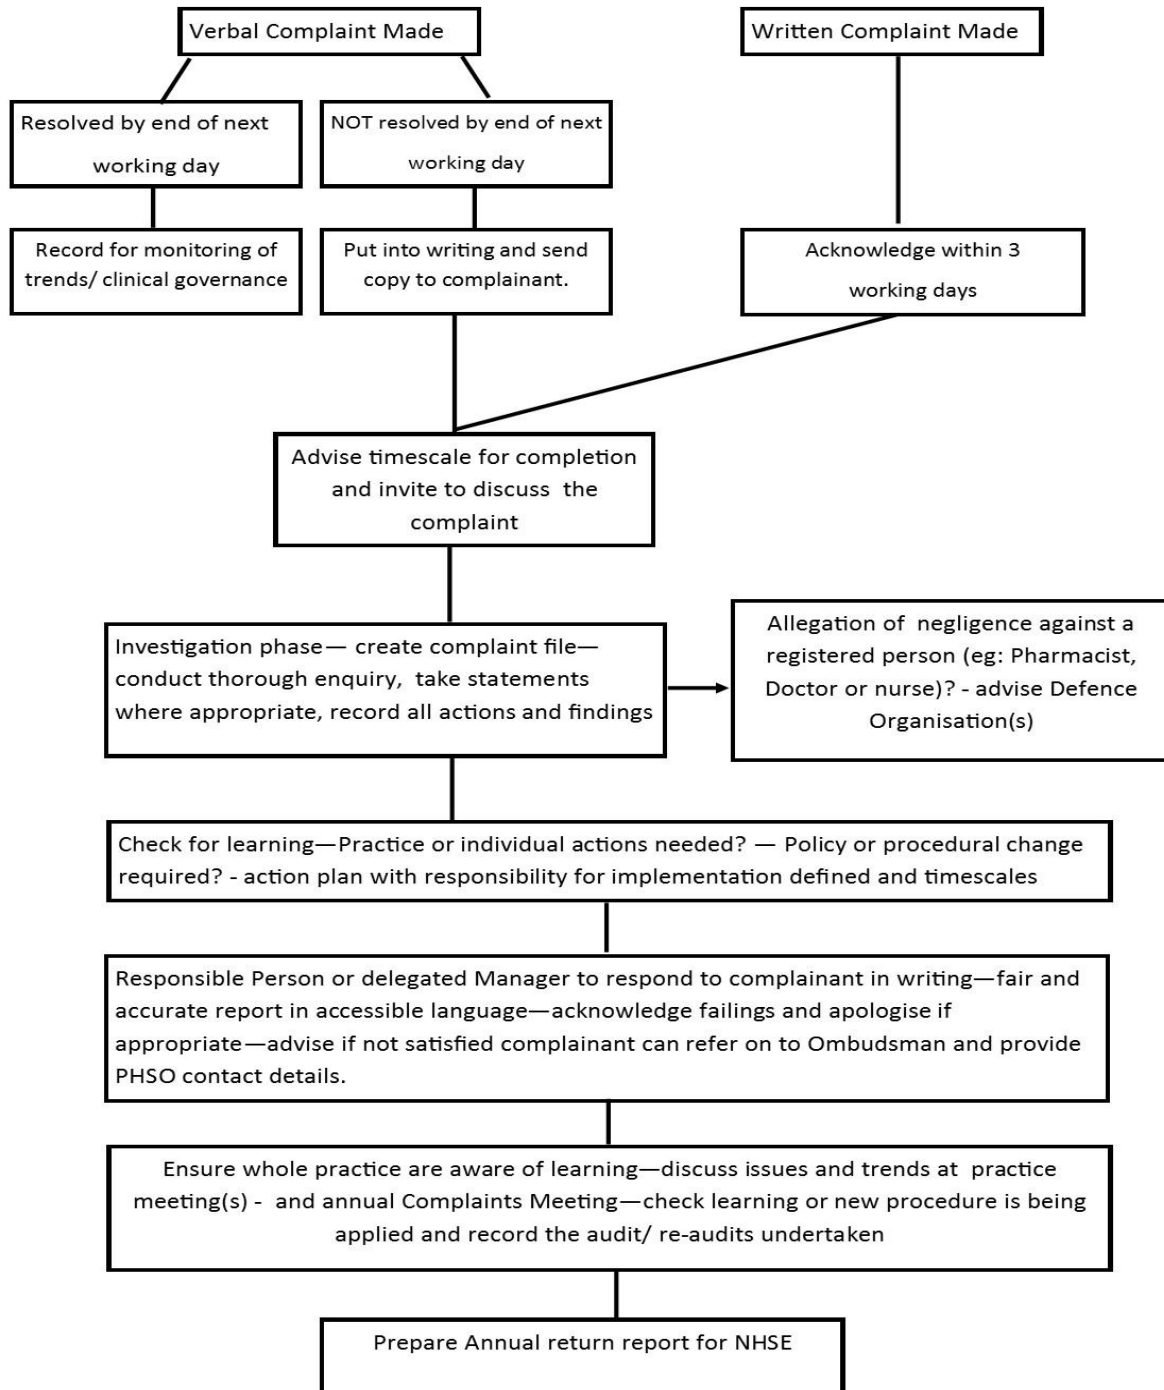 Verbal Complaint Made
Written Complaint Made
Resolved by end of next
working day
NOT resolved by end of next
working day
Record for monitoring of
trends/ clinical governance
Put into writing and send
copy to complainant.
Acknowledge within 3
working days
Advise timescale for completion
and invite to discuss the
complaint
Investigation phase— create complaint file—
conduct thorough enquiry, take statements
where appropriate, record all actions and findings
Allegation of negligence against a
registered person (eg: Pharmacist,
Doctor or nurse)? - advise Defence
Organisation(s)
Check for learning—Practice or individual actions needed? — Policy or procedural change
required? - action plan with responsibility for implementation defined and timescales
Responsible Person or delegated Manager to respond to complainant in writing—fair and
accurate report in accessible language—acknowledge failings and apologise if
appropriate—advise if not satisfied complainant can refer on to Ombudsman and provide
PHSO contact details.
Ensure whole practice are aware of learning—discuss issues and trends at practice
meeting(s) - and annual Complaints Meeting—check learning or new procedure is being
applied and record the audit/ re-audits undertaken
Prepare Annual return report for NHSE